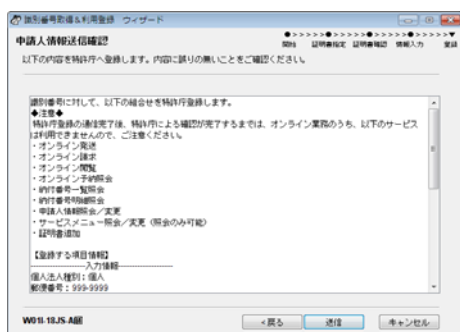 識別番号取得&利用登録 ウィザード
申請人情報送信確認
●>>>>>●>>>>>●>>>>>●>>>>>▼
開始 証明書指定 証明書確認 情報入力 登録
以下の内容を特許庁へ登録します。内容に誤りの無いことをご確認ください。
識別番号に対して、以下の組合せを特許庁登録します。
◆注意◆
特許庁登録の通信完了後、特許庁による確認が完了するまでは、オンライン業務のうち、以下のサービス
は利用できませんので、ご注意ください。
・オンライン発送
・オンライン請求
・オンライン閲覧
・オンライン予納照会
・納付番号一覧照会
・納付番号明細照会
・申請人情報照会/変更
・サービスメニュー照会/変更(照会のみ可能)
・証明書追加
【登録する項目情報】
--------------------入力情報--------------------
個人法人種別:個人
郵便番号:999-9999
<戻る 送信 キャンセル